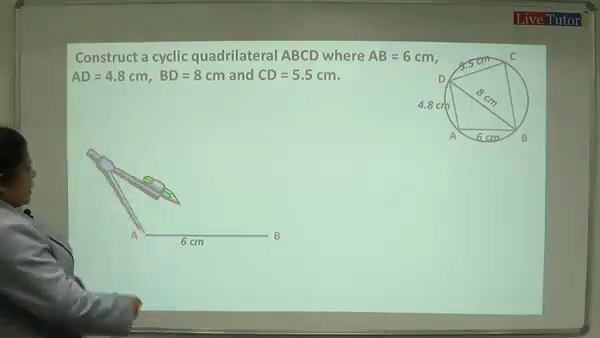 Live Tutor
Construct a cyclic quadrilateral ABCD where AB = 6 cm,
AD = 4.8 cm, BD = 8 cm and CD = 5.5 cm.
C
5.5 cm
D
8 cm
4.8 cm
A
6 cm
B
A
B
6 cm